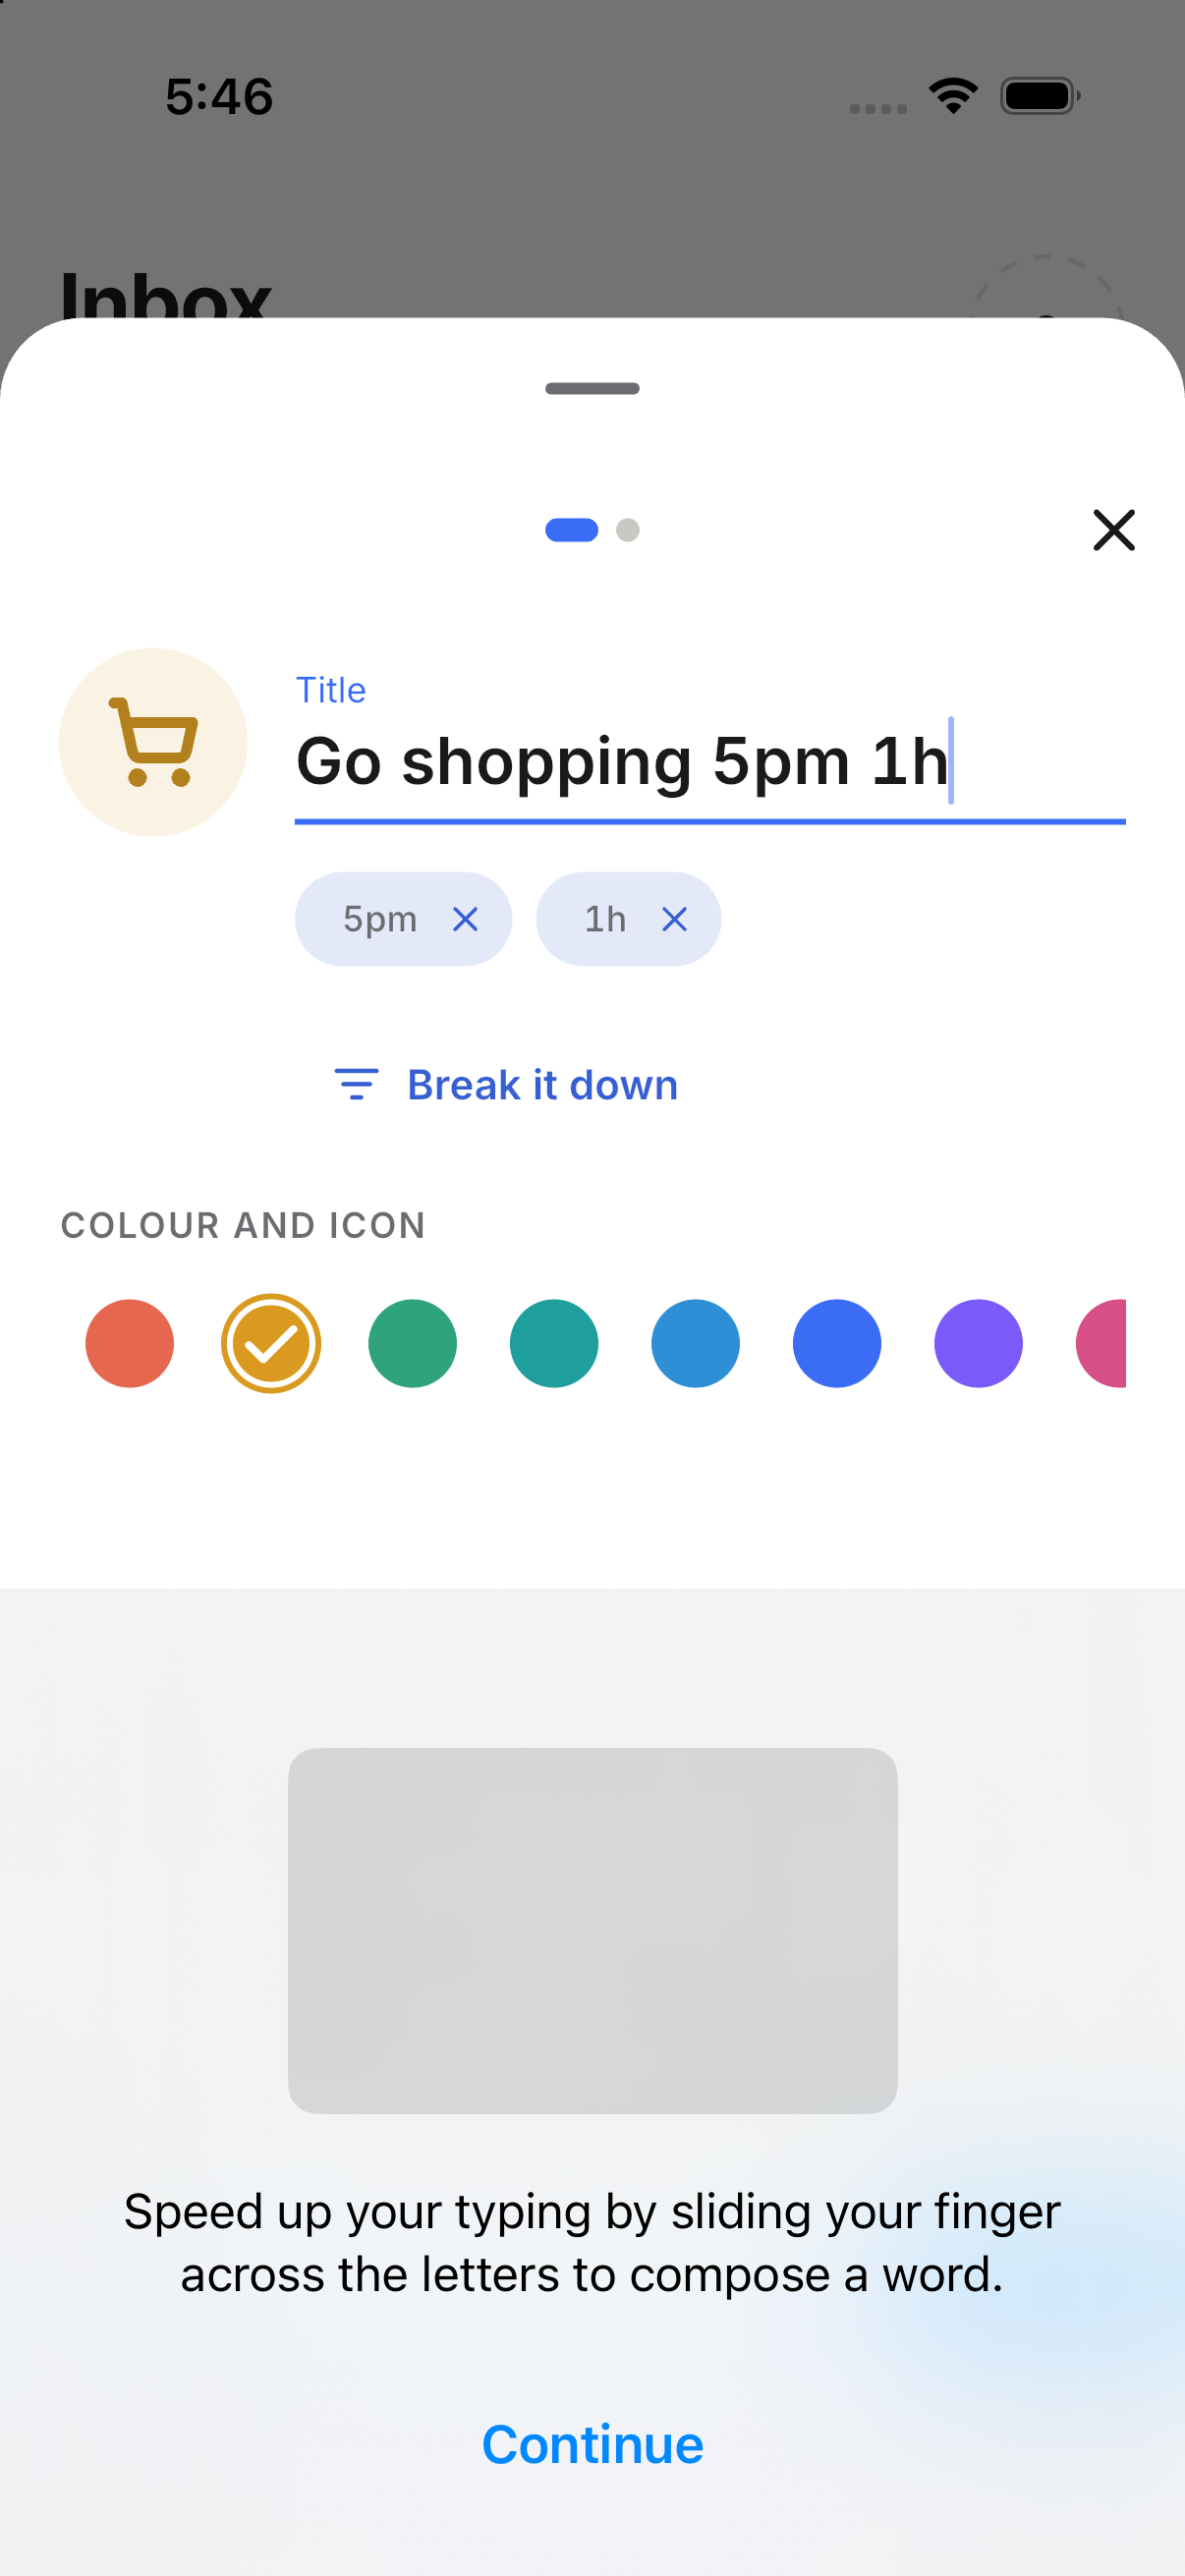 5:46
Inbox
Title
Go shopping 5pm 1h
5pm
1h
Break it down
COLOUR AND ICON
Speed up your typing by sliding your finger
across the letters to compose a word.
Continue